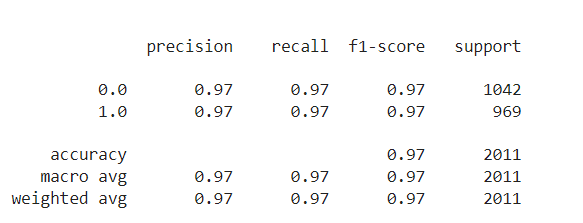 precision recall f1-score support
0.0 0.97 0.97 0.97 1042
1.0 0.97 0.97 0.97 969
accuracy 0.97 2011
macro avg 0.97 0.97 0.97 2011
weighted avg 0.97 0.97 0.97 2011